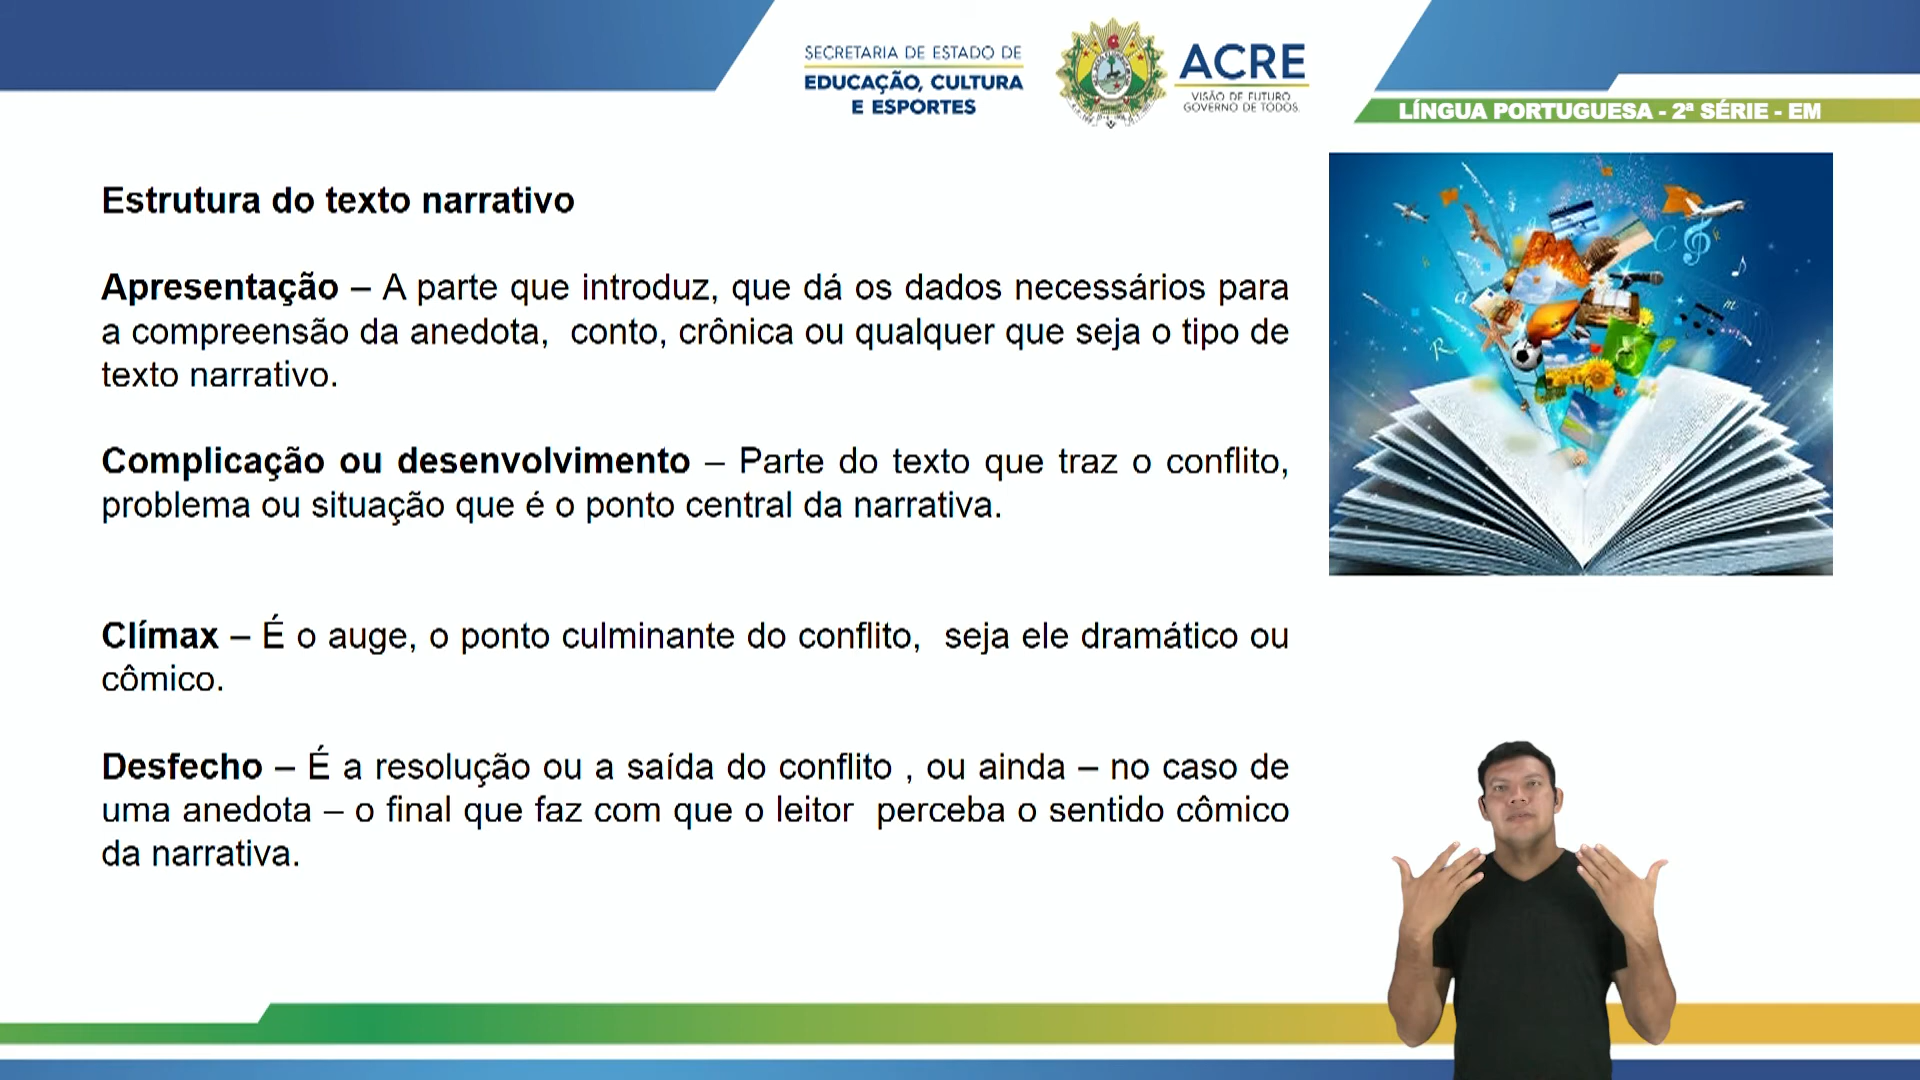 SECRETARIA DE ESTADO DE
EDUCAÇÃO, CULTURA
E ESPORTES
ACRE
VISÃO DE FUTURO
GOVERNO DE TODOS.
LÍNGUA PORTUGUESA - 2ª SÉRIE - EM
Estrutura do texto narrativo
Apresentação – A parte que introduz, que dá os dados necessários para
a compreensão da anedota,  conto, crônica ou qualquer que seja o tipo de
texto narrativo.
Complicação ou desenvolvimento – Parte do texto que traz o conflito,
problema ou situação que é o ponto central da narrativa.
Clímax – É o auge, o ponto culminante do conflito,  seja ele dramático ou
cômico.
Desfecho – É a resolução ou a saída do conflito , ou ainda – no caso de
uma anedota – o final que faz com que o leitor  perceba o sentido cômico
da narrativa.